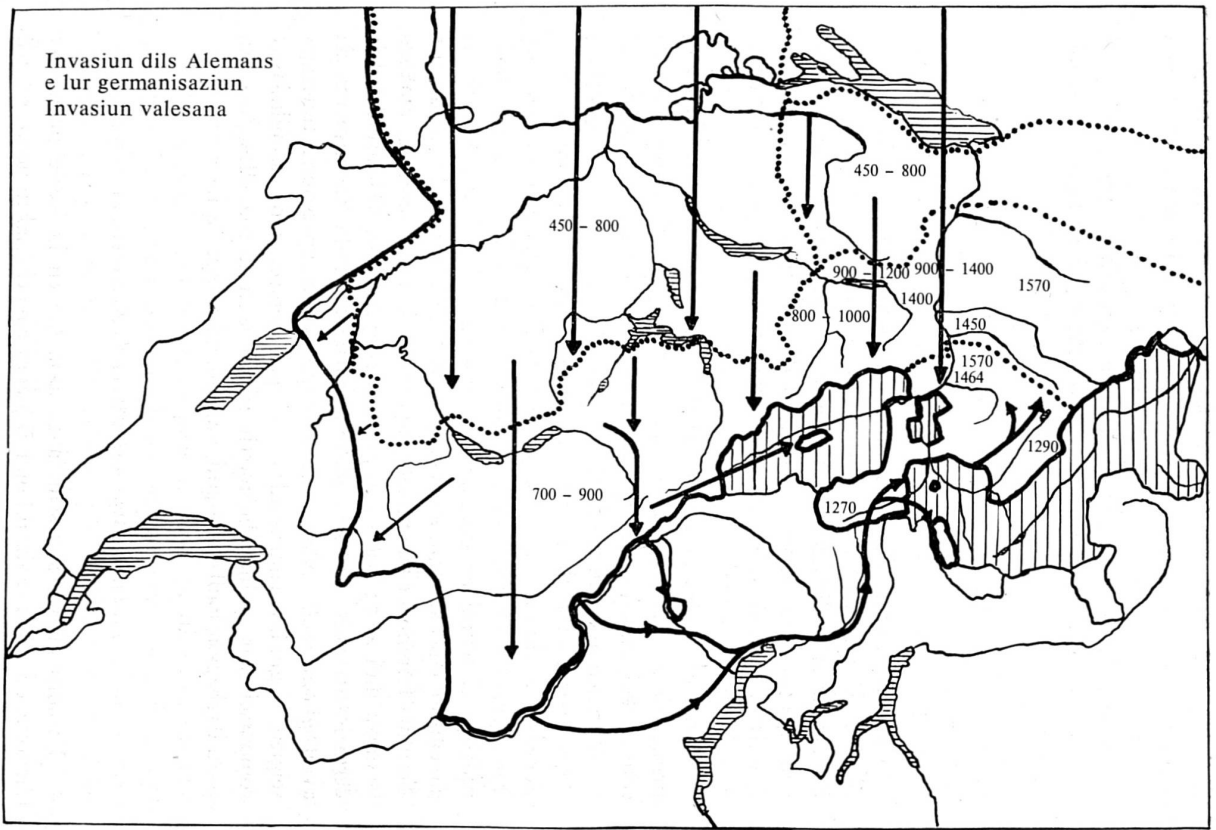 Invasiun dils Alemans
e lur germanisaziun
Invasiun valesana
450 – 800
450 – 800
900 – 1200 900 – 1400
1570
1400
800 – 1000
1450
1570
1464
1290
700 – 900
1270